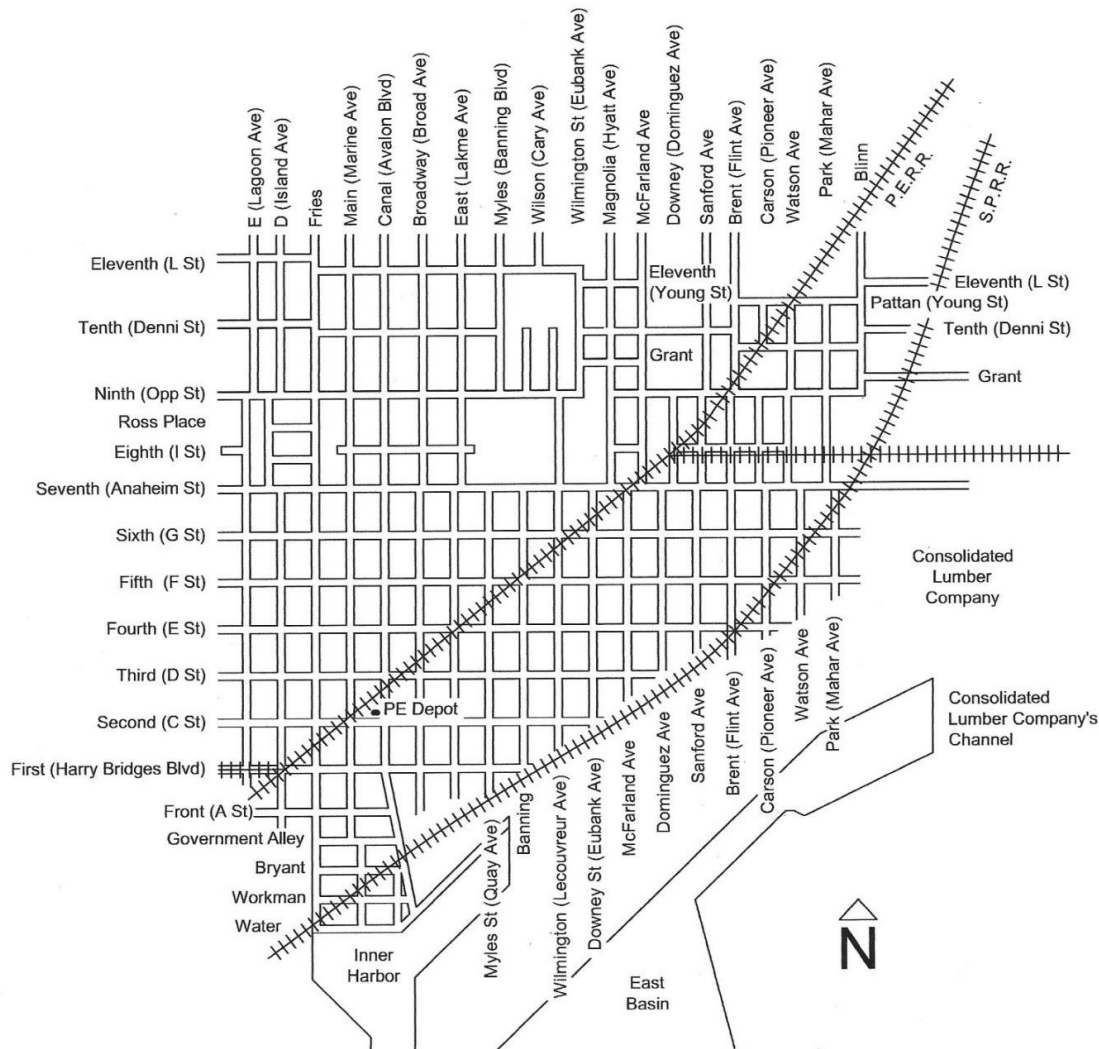 E (Lagoon Ave)
D (Island Ave)
Fries
Main (Marine Ave)
Canal (Avalon Blvd)
Broadway (Broad Ave)
East (Lakme Ave)
Myles (Banning Blvd)
Wilson (Cary Ave)
Wilmington St (Eubank Ave)
Magnolia (Hyatt Ave)
McFarland Ave
Downey (Dominguez Ave)
Sanford Ave
Brent (Flint Ave)
Carson (Pioneer Ave)
Watson Ave
Park (Mahar Ave)
Blinn
P.E.R.R.
S.P.R.R.
Eleventh (L St)
Eleventh
(Young St)
Eleventh (L St)
Pattan (Young St)
Tenth (Denni St)
Tenth (Denni St)
Grant
Grant
Ninth (Opp St)
Ross Place
Eighth (I St)
Seventh (Anaheim St)
Sixth (G St)
Fifth (F St)
Fourth (E St)
Third (D St)
Second (C St)
First (Harry Bridges Blvd)
Front (A St)
Government Alley
Bryant
Workman
Water
PE Depot
Consolidated
Lumber
Company
Consolidated
Lumber Company's
Channel
Myles St (Quay Ave)
Banning
Wilmington (Lecouvreur Ave)
Downey St (Eubank Ave)
McFarland Ave
Dominguez Ave
Sanford Ave
Brent (Flint Ave)
Carson (Pioneer Ave)
Watson Ave
Park (Mahar Ave)
Inner
Harbor
East
Basin
N